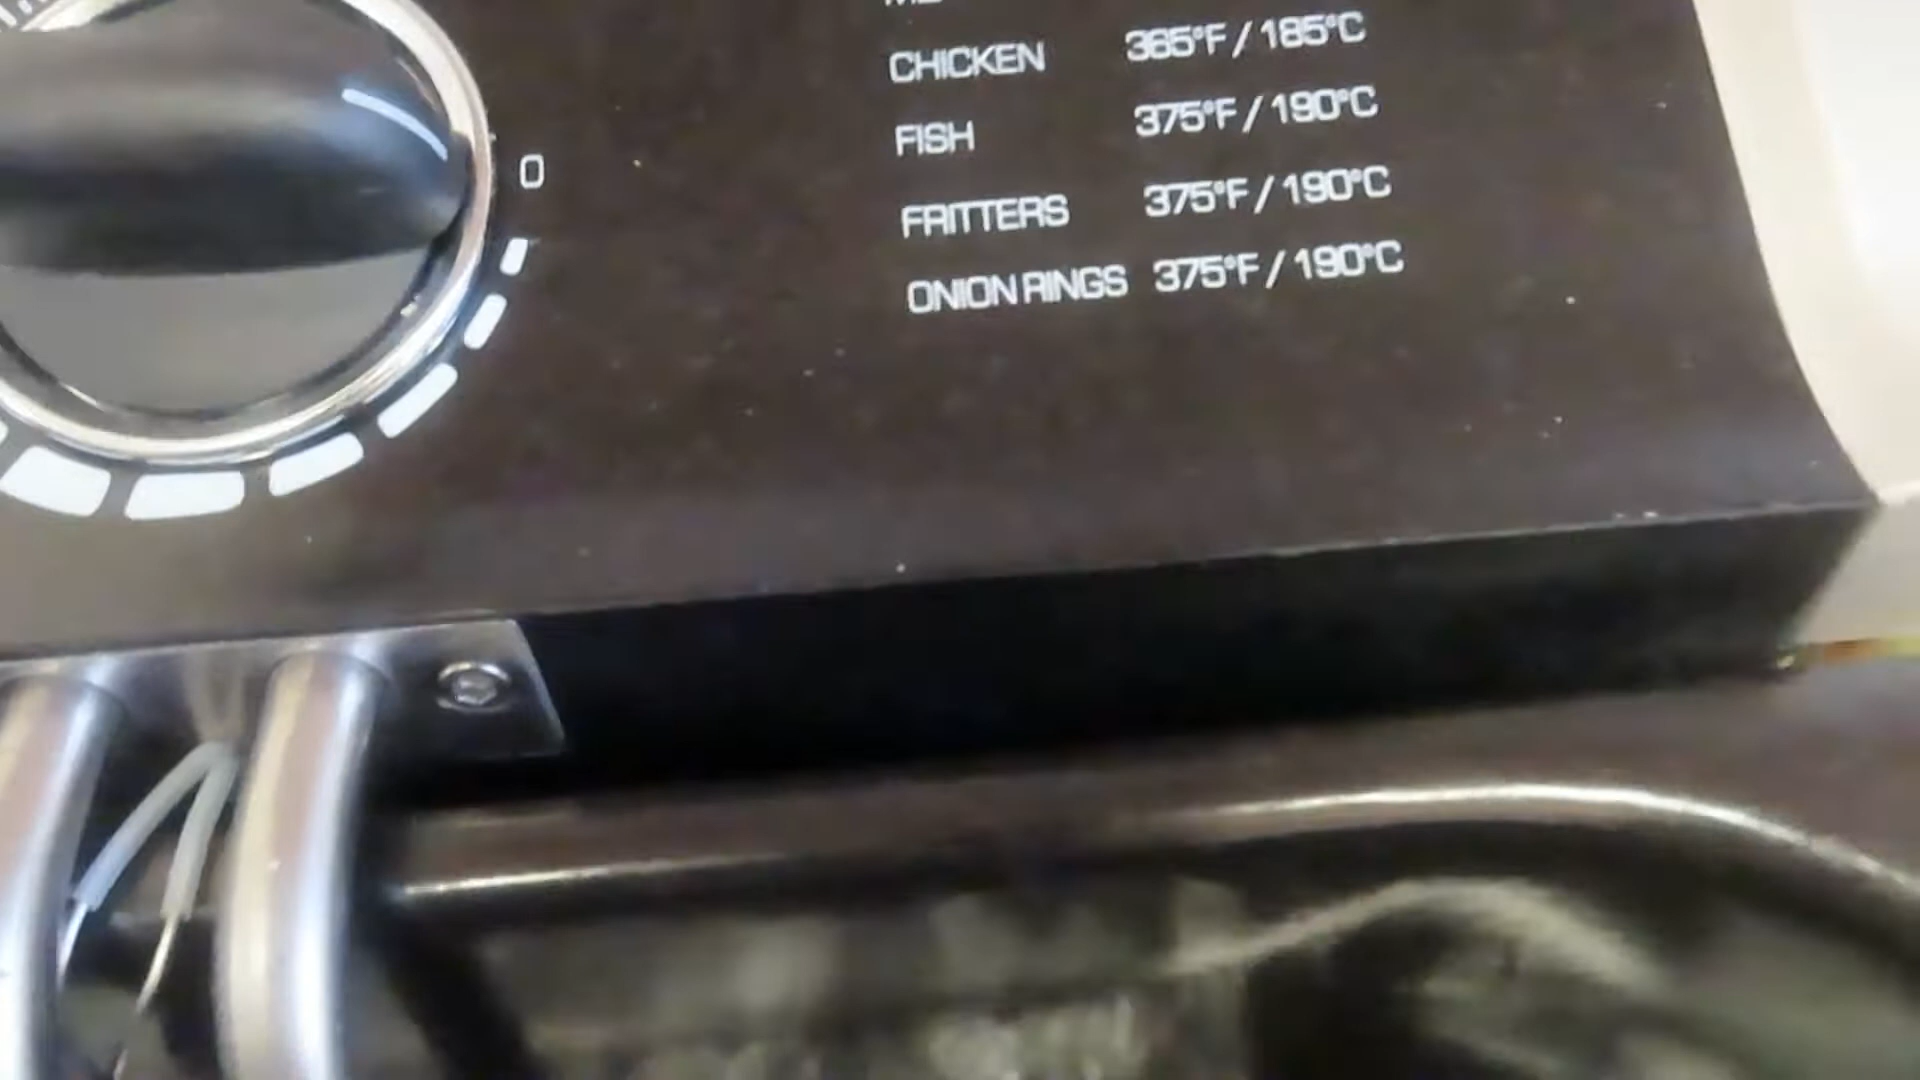 CHICKEN 365°F / 185°C
FISH 375°F / 190°C
0
FRITTERS 375°F / 190°C
ONION RINGS 375°F / 190°C